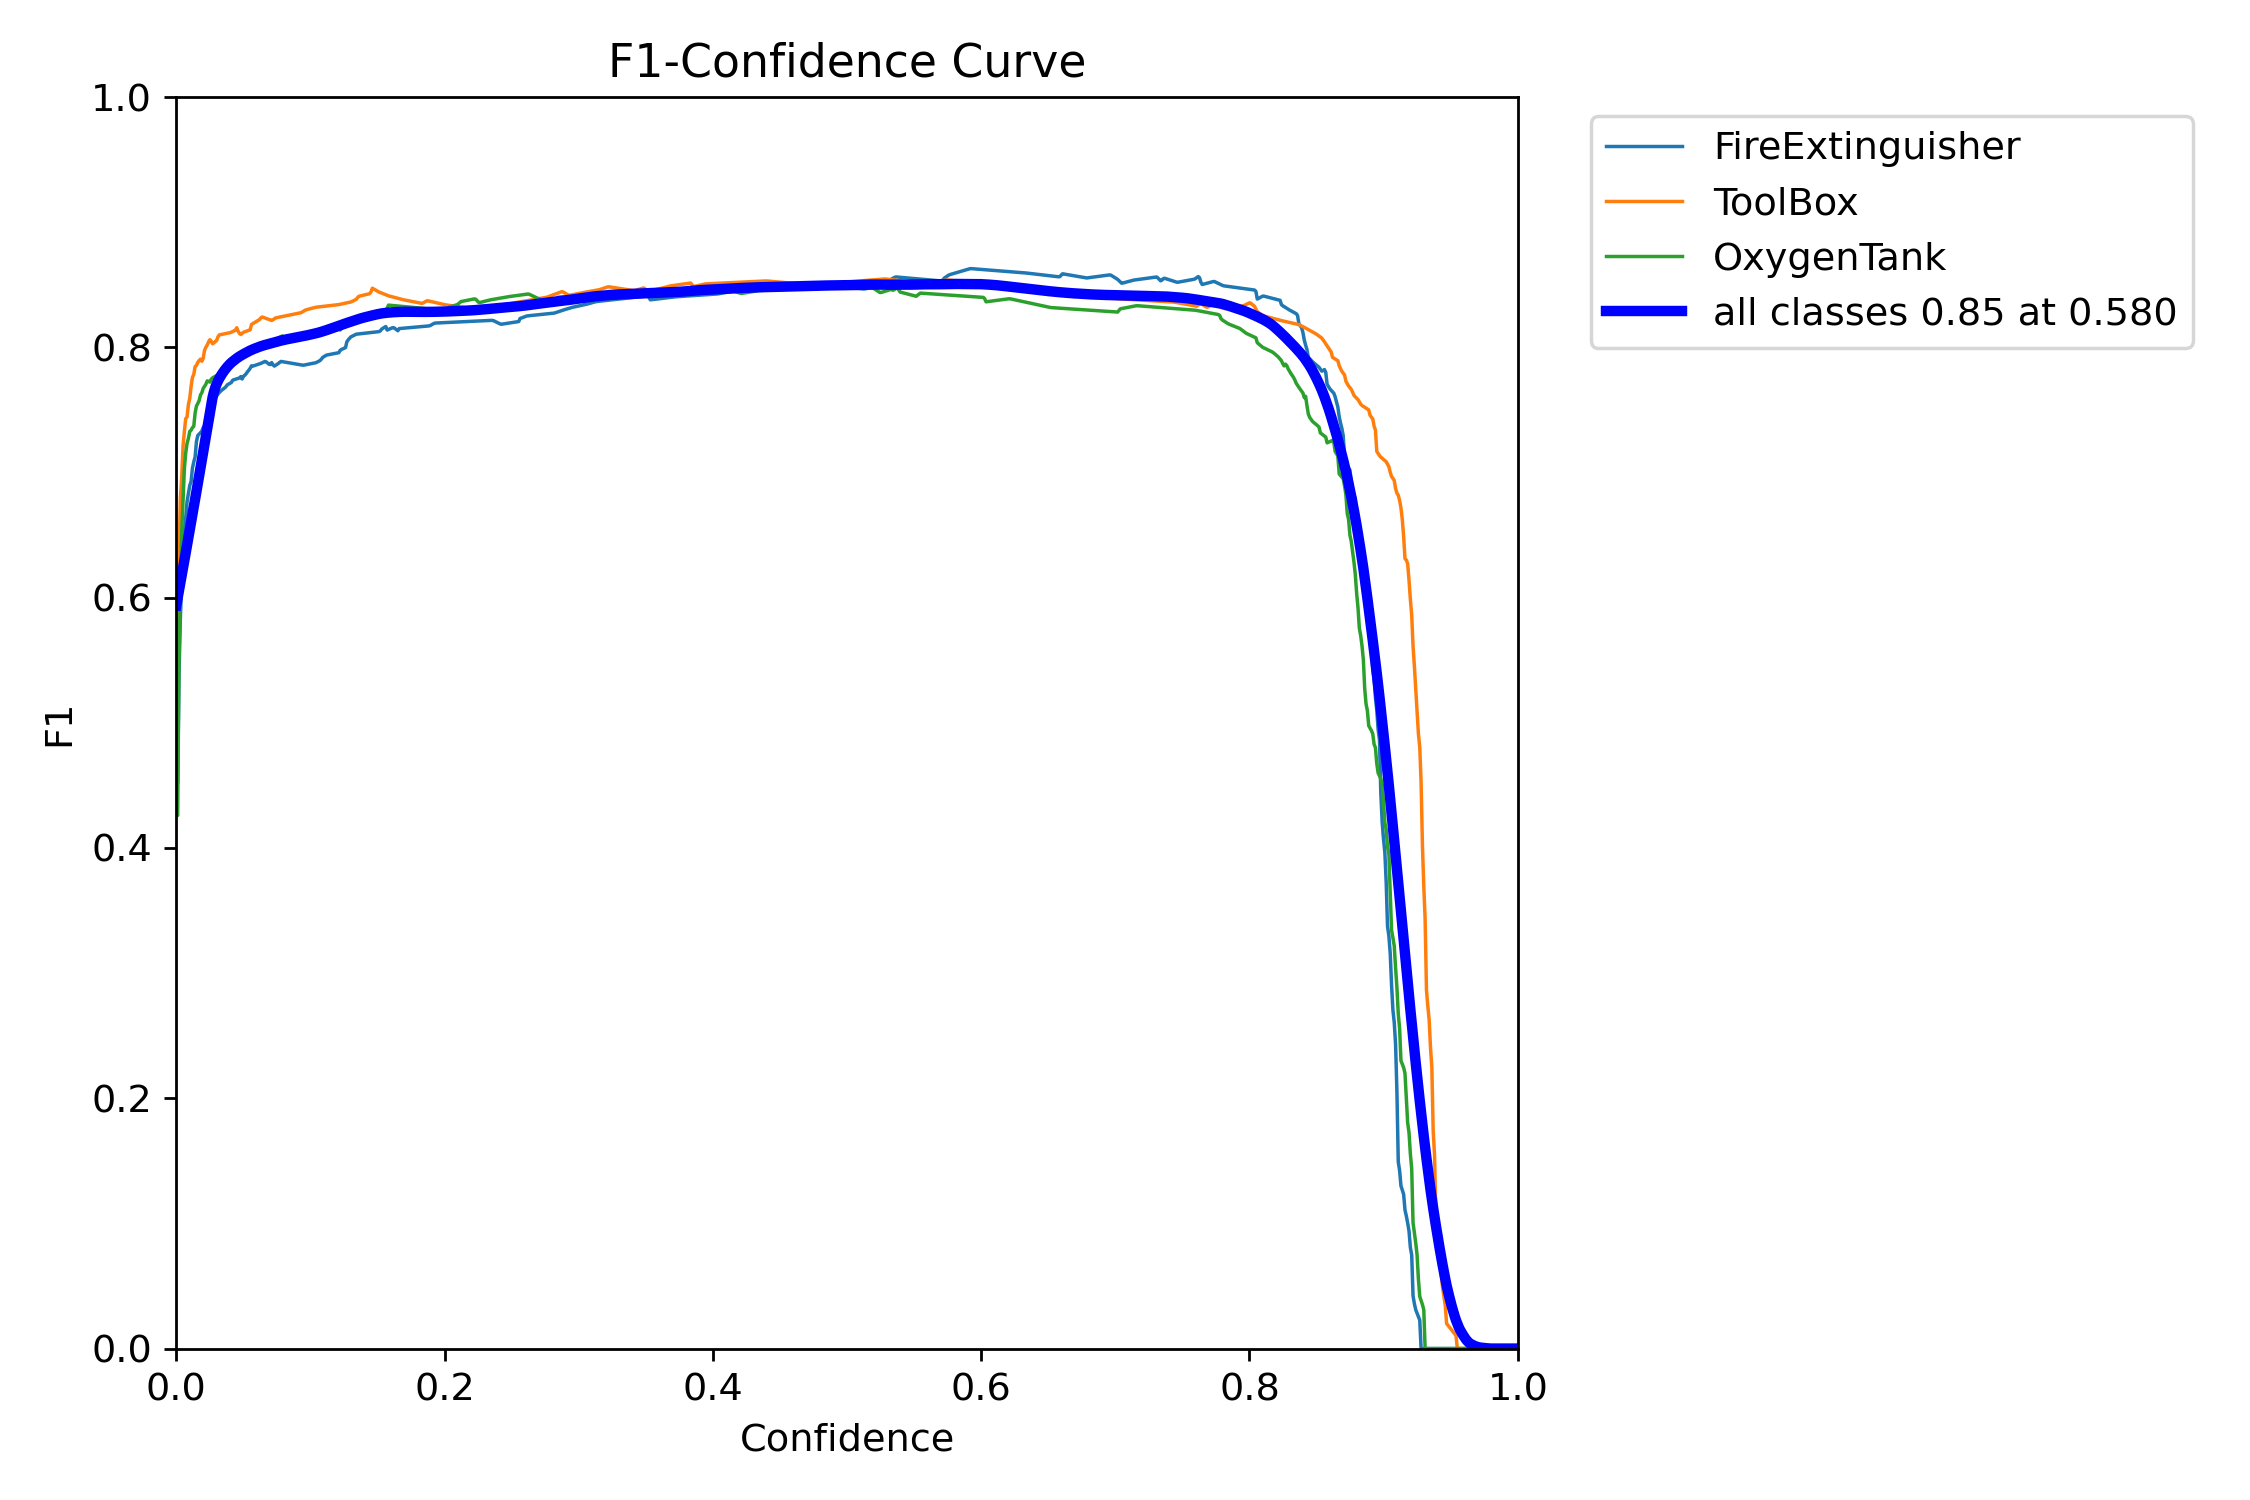 F1-Confidence Curve
1.0
0.8
0.6
0.4
0.2
0.0
F1
0.0 0.2 0.4 0.6 0.8 1.0
Confidence
FireExtinguisher
ToolBox
OxygenTank
all classes 0.85 at 0.580